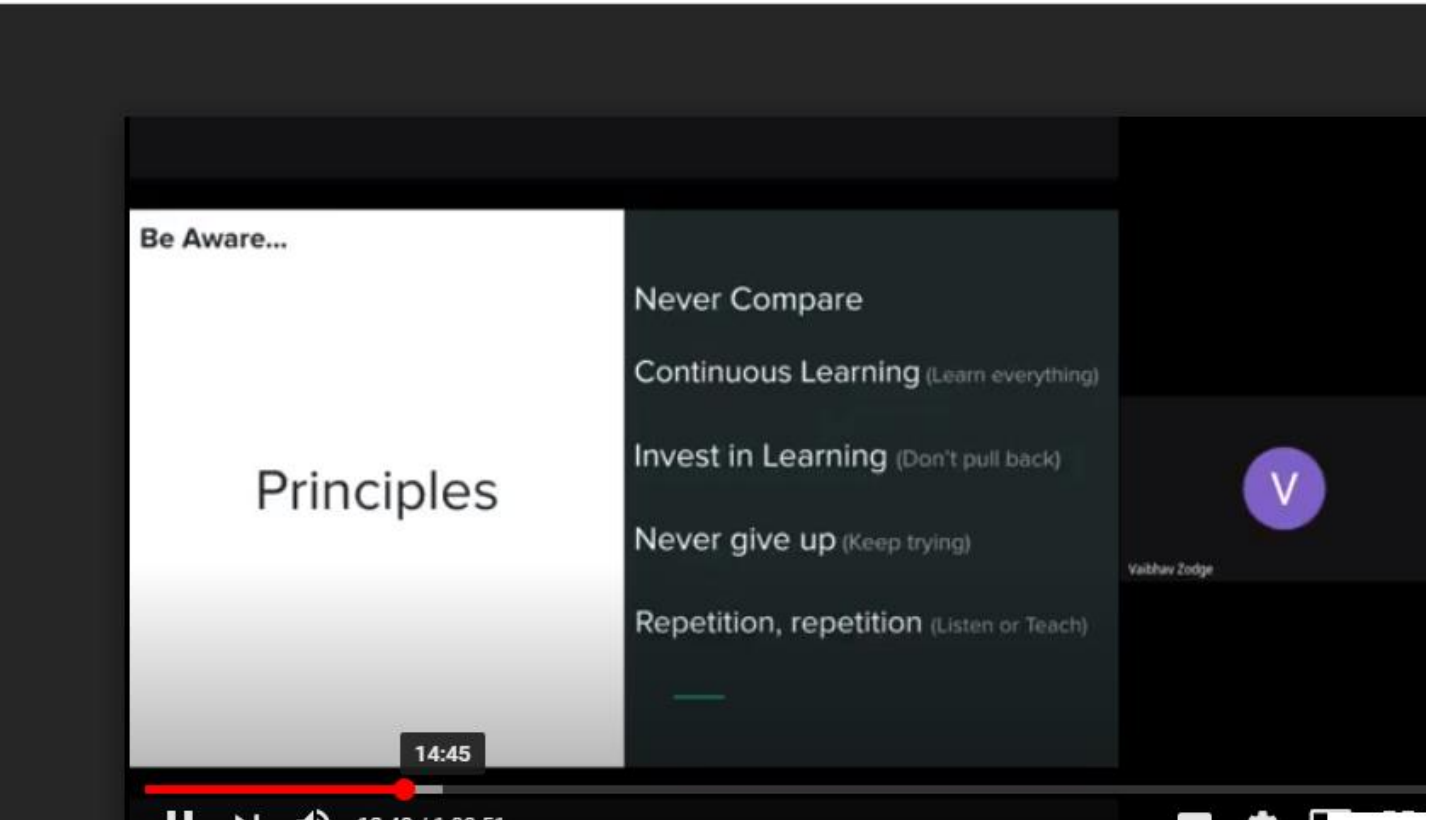 Be Aware...
Principles
Never Compare
Continuous Learning (Learn everything)
Invest in Learning (Don't pull back)
Never give up (Keep trying)
Repetition, repetition (Listen or Teach)
V
Vaibhav Zodge
14:45